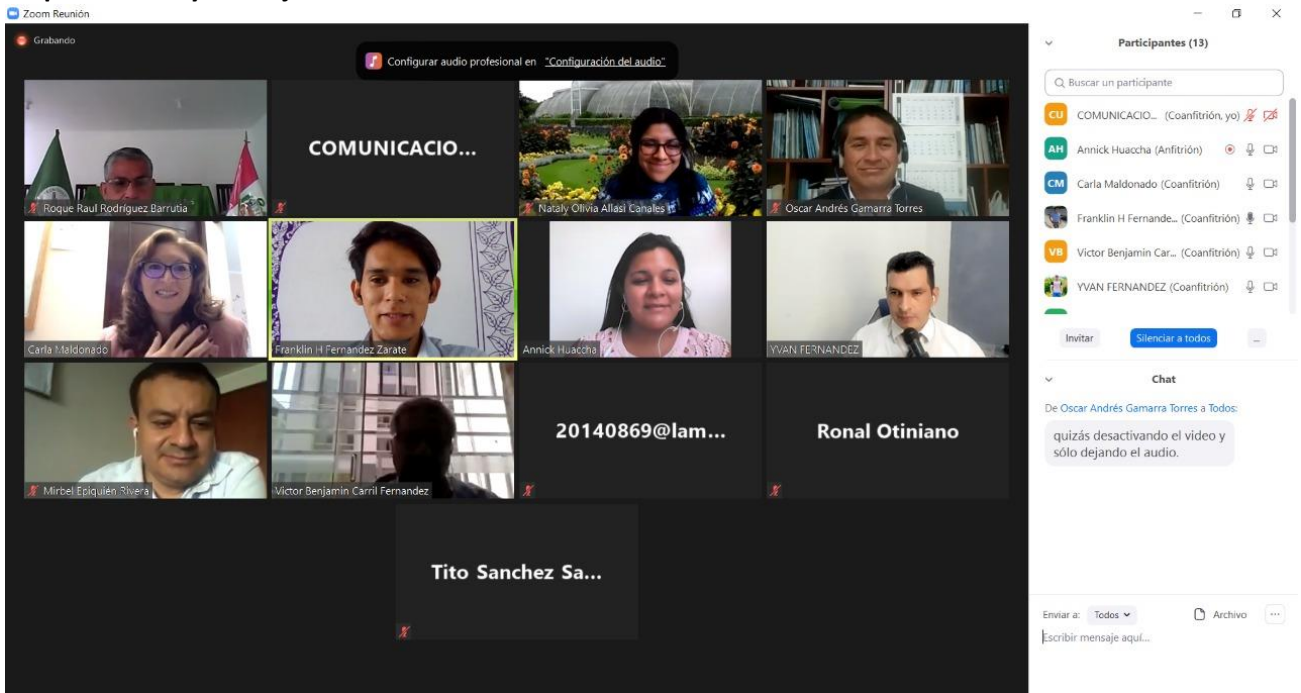 Zoom Reunión
Grabando
Configurar audio profesional en "Configuración del audio"
Roque Raul Rodríguez Barrutia
COMUNICACIO...
Nataly Olivia Allasi Canales
Oscar Andrés Gamarra Torres
Carla Maldonado
Franklin H Fernandez Zarate
Annick Huaccha
YVAN FERNANDEZ
Mirbel Epiquién Rivera
Victor Benjamin Carril Fernandez
20140869@lam...
Ronal Otiniano
Tito Sanchez Sa...
Participantes (13)
Buscar un participante
CU COMUNICACIO... (Coanfitrión, yo)
AH Annick Huaccha (Anfitrión)
CM Carla Maldonado (Coanfitrión)
Franklin H Fernande... (Coanfitrión)
VB Victor Benjamin Car... (Coanfitrión)
YVAN FERNANDEZ (Coanfitrión)
Invitar Silenciar a todos ...
Chat
De Oscar Andrés Gamarra Torres a Todos:
quizás desactivando el video y
sólo dejando el audio.
Enviar a: Todos Archivo ...
Escribir mensaje aquí...